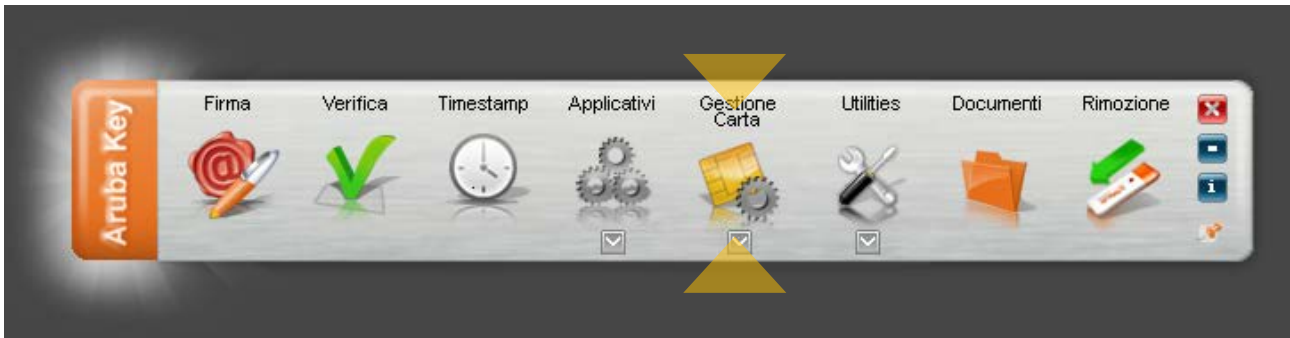 Aruba Key
Firma
Verifica
Timestamp
Applicativi
Gestione
Carta
Utilities
Documenti
Rimozione